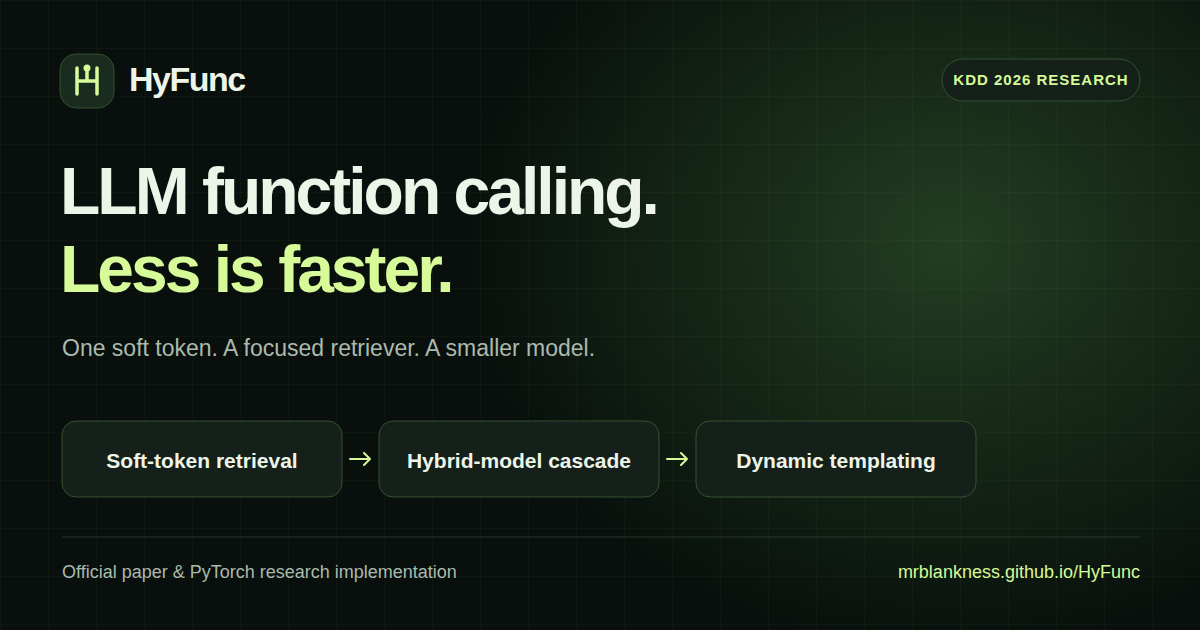 HyFunc
KDD 2026 RESEARCH
LLM function calling.
Less is faster.
One soft token. A focused retriever. A smaller model.
Soft-token retrieval
Hybrid-model cascade
Dynamic templating
Official paper & PyTorch research implementation
mrblankness.github.io/HyFunc